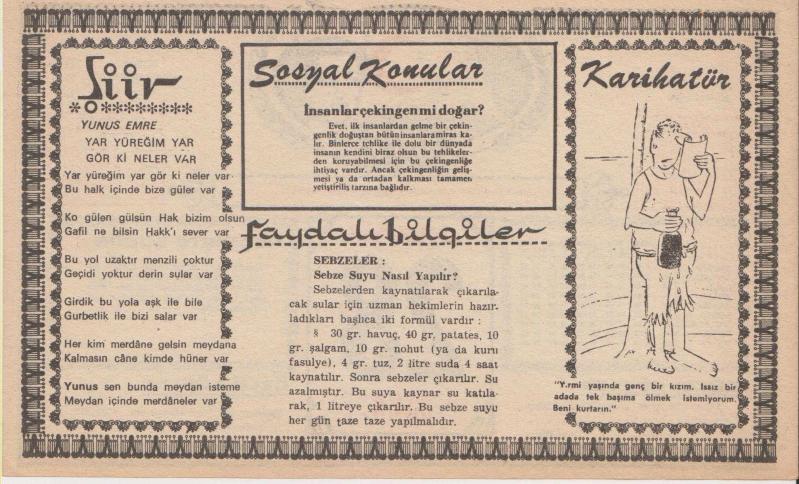 Şiir
YUNUS EMRE
YAR YÜREĞİM YAR
GÖR Kİ NELER VAR
Yar yüreğim yar gör ki neler var
Bu halk içinde bize güler var
Ko gülen gülsün Hak bizim olsun
Gafil ne bilsin Hakk'ı sever var
Bu yol uzaktır menzili çoktur
Geçidi yoktur derin sular var
Girdik bu yola aşk ile bile
Gurbetlik ile bizi salar var
Her kim merdâne gelsin meydana
Kalmasın câne kimde hüner var
Yunus sen bunda meydan isteme
Meydan içinde merdâneler var
Sosyal Konular
İnsanlar çekingen mi doğar?
Evet, ilk insanlardan gelme bir çekin-
genlik doğuştan bütün insanlara miras ka-
lır. Binlerce tehlike ile dolu bir dünyada
insanın kendini biraz olsun bu tehlikeler-
den koruyabilmesi için bu çekingenliğe
ihtiyaç vardır. Ancak çekingenliğin geliş-
mesi ya da ortadan kalkması tamamen
yetiştiriliş tarzına bağlıdır.
Faydalı bilgiler
SEBZELER :
Sebze Suyu Nasıl Yapılır?
Sebzelerden kaynatılarak çıkarıla-
cak sular için uzman hekimlerin hazır-
ladıkları başlıca iki formül vardır :
§ 30 gr. havuç, 40 gr. patates, 10
gr. şalgam, 10 gr. nohut (ya da kuru
fasulye), 4 gr. tuz, 2 litre suda 4 saat
kaynatılır. Sonra sebzeler çıkarılır. Su
azalmıştır. Bu suya kaynar su katıla-
rak, 1 litreye çıkarılır. Bu sebze suyu
her gün taze taze yapılmalıdır.
Karikatür
"Y.rmi yaşında genç bir kızım. Issız bir
adada tek başıma ölmek istemiyorum.
Beni kurtarın."